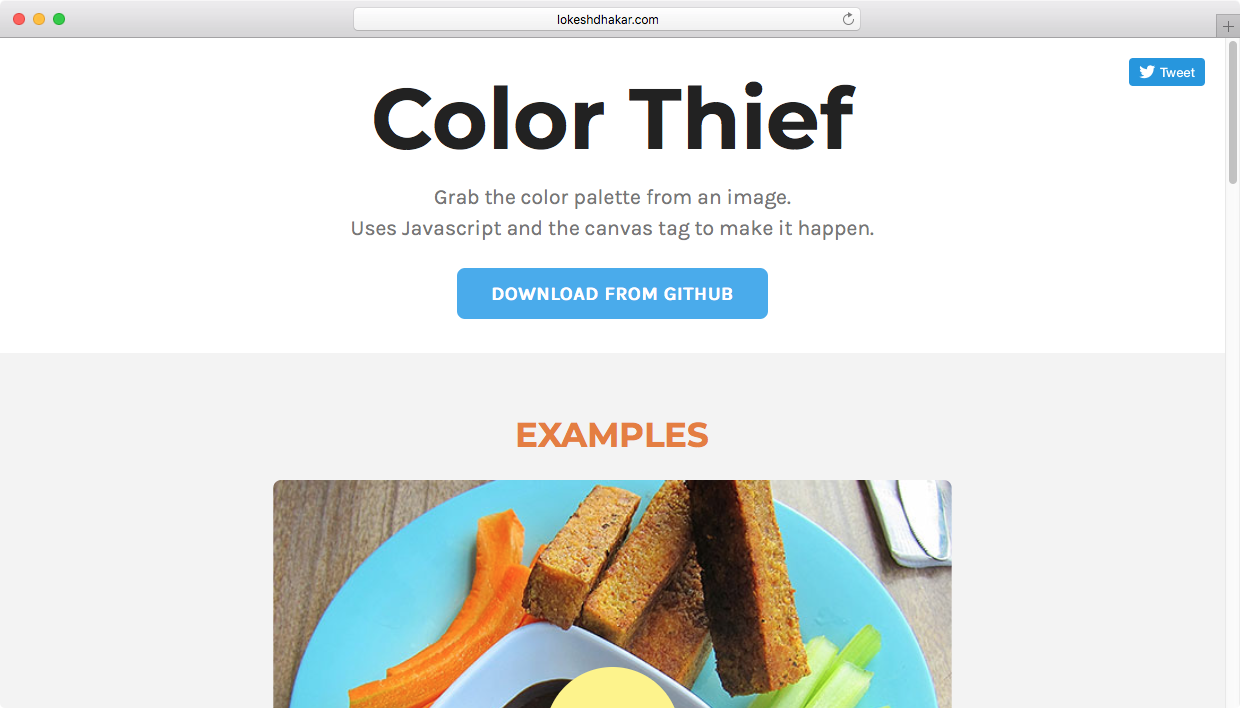 lokeshdhakar.com
Tweet
Color Thief
Grab the color palette from an image.
Uses Javascript and the canvas tag to make it happen.
DOWNLOAD FROM GITHUB
EXAMPLES